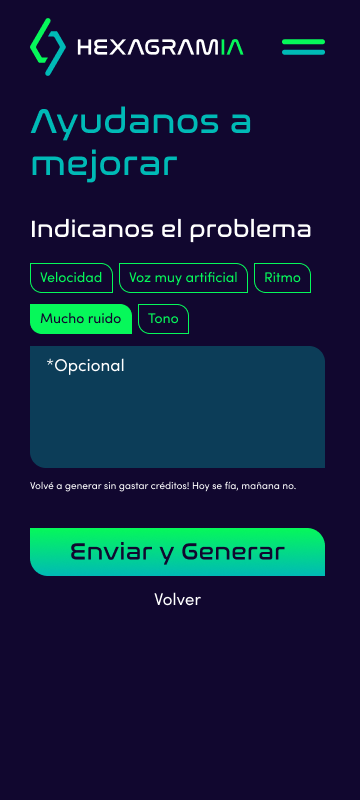 HEXAGRAMIA
Ayudanos a
mejorar
Indicanos el problema
Velocidad Voz muy artificial Ritmo
Mucho ruido Tono
*Opcional
Volvé a generar sin gastar créditos! Hoy se fía, mañana no.
Enviar y Generar
Volver